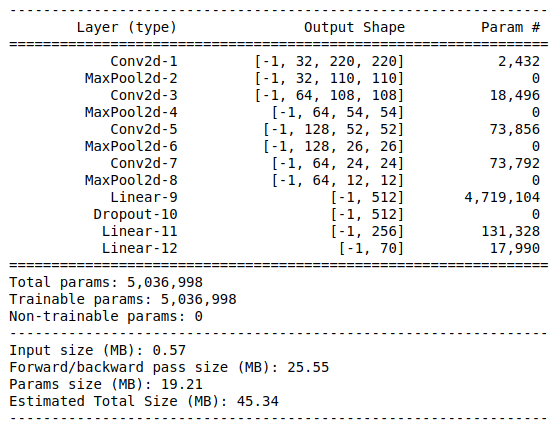 ----------------------------------------------------------------
        Layer (type)               Output Shape         Param #
================================================================
            Conv2d-1         [-1, 32, 220, 220]           2,432
         MaxPool2d-2         [-1, 32, 110, 110]               0
            Conv2d-3         [-1, 64, 108, 108]          18,496
         MaxPool2d-4           [-1, 64, 54, 54]               0
            Conv2d-5          [-1, 128, 52, 52]          73,856
         MaxPool2d-6          [-1, 128, 26, 26]               0
            Conv2d-7           [-1, 64, 24, 24]          73,792
         MaxPool2d-8           [-1, 64, 12, 12]               0
            Linear-9                  [-1, 512]       4,719,104
          Dropout-10                  [-1, 512]               0
           Linear-11                  [-1, 256]         131,328
           Linear-12                   [-1, 70]          17,990
================================================================
Total params: 5,036,998
Trainable params: 5,036,998
Non-trainable params: 0
----------------------------------------------------------------
Input size (MB): 0.57
Forward/backward pass size (MB): 25.55
Params size (MB): 19.21
Estimated Total Size (MB): 45.34
----------------------------------------------------------------